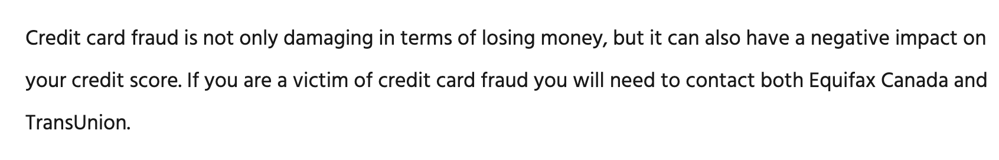 Credit card fraud is not only damaging in terms of losing money, but it can also have a negative impact on
your credit score. If you are a victim of credit card fraud you will need to contact both Equifax Canada and
TransUnion.